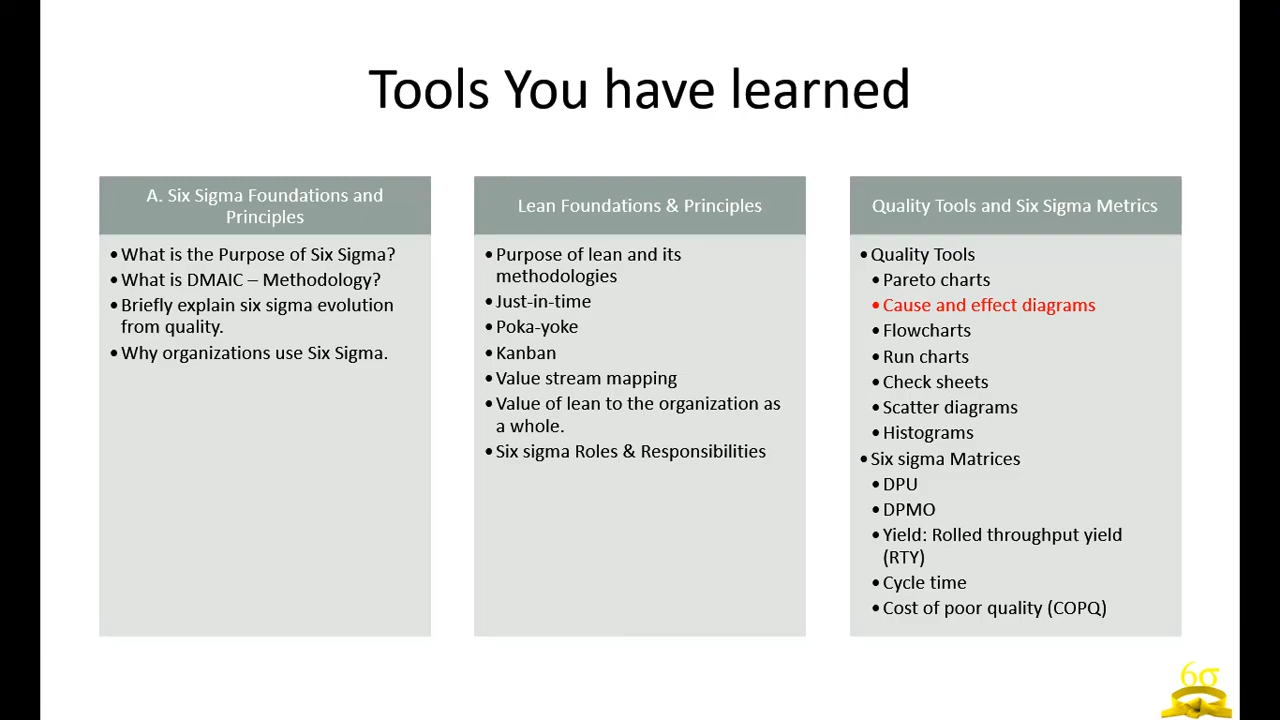 Tools You have learned
A. Six Sigma Foundations and
Principles
•What is the Purpose of Six Sigma?
•What is DMAIC – Methodology?
•Briefly explain six sigma evolution
from quality.
•Why organizations use Six Sigma.
Lean Foundations & Principles
•Purpose of lean and its
methodologies
•Just-in-time
•Poka-yoke
•Kanban
•Value stream mapping
•Value of lean to the organization as
a whole.
•Six sigma Roles & Responsibilities
Quality Tools and Six Sigma Metrics
•Quality Tools
•Pareto charts
•Cause and effect diagrams
•Flowcharts
•Run charts
•Check sheets
•Scatter diagrams
•Histograms
•Six sigma Matrices
•DPU
•DPMO
•Yield: Rolled throughput yield
(RTY)
•Cycle time
•Cost of poor quality (COPQ)
6σ